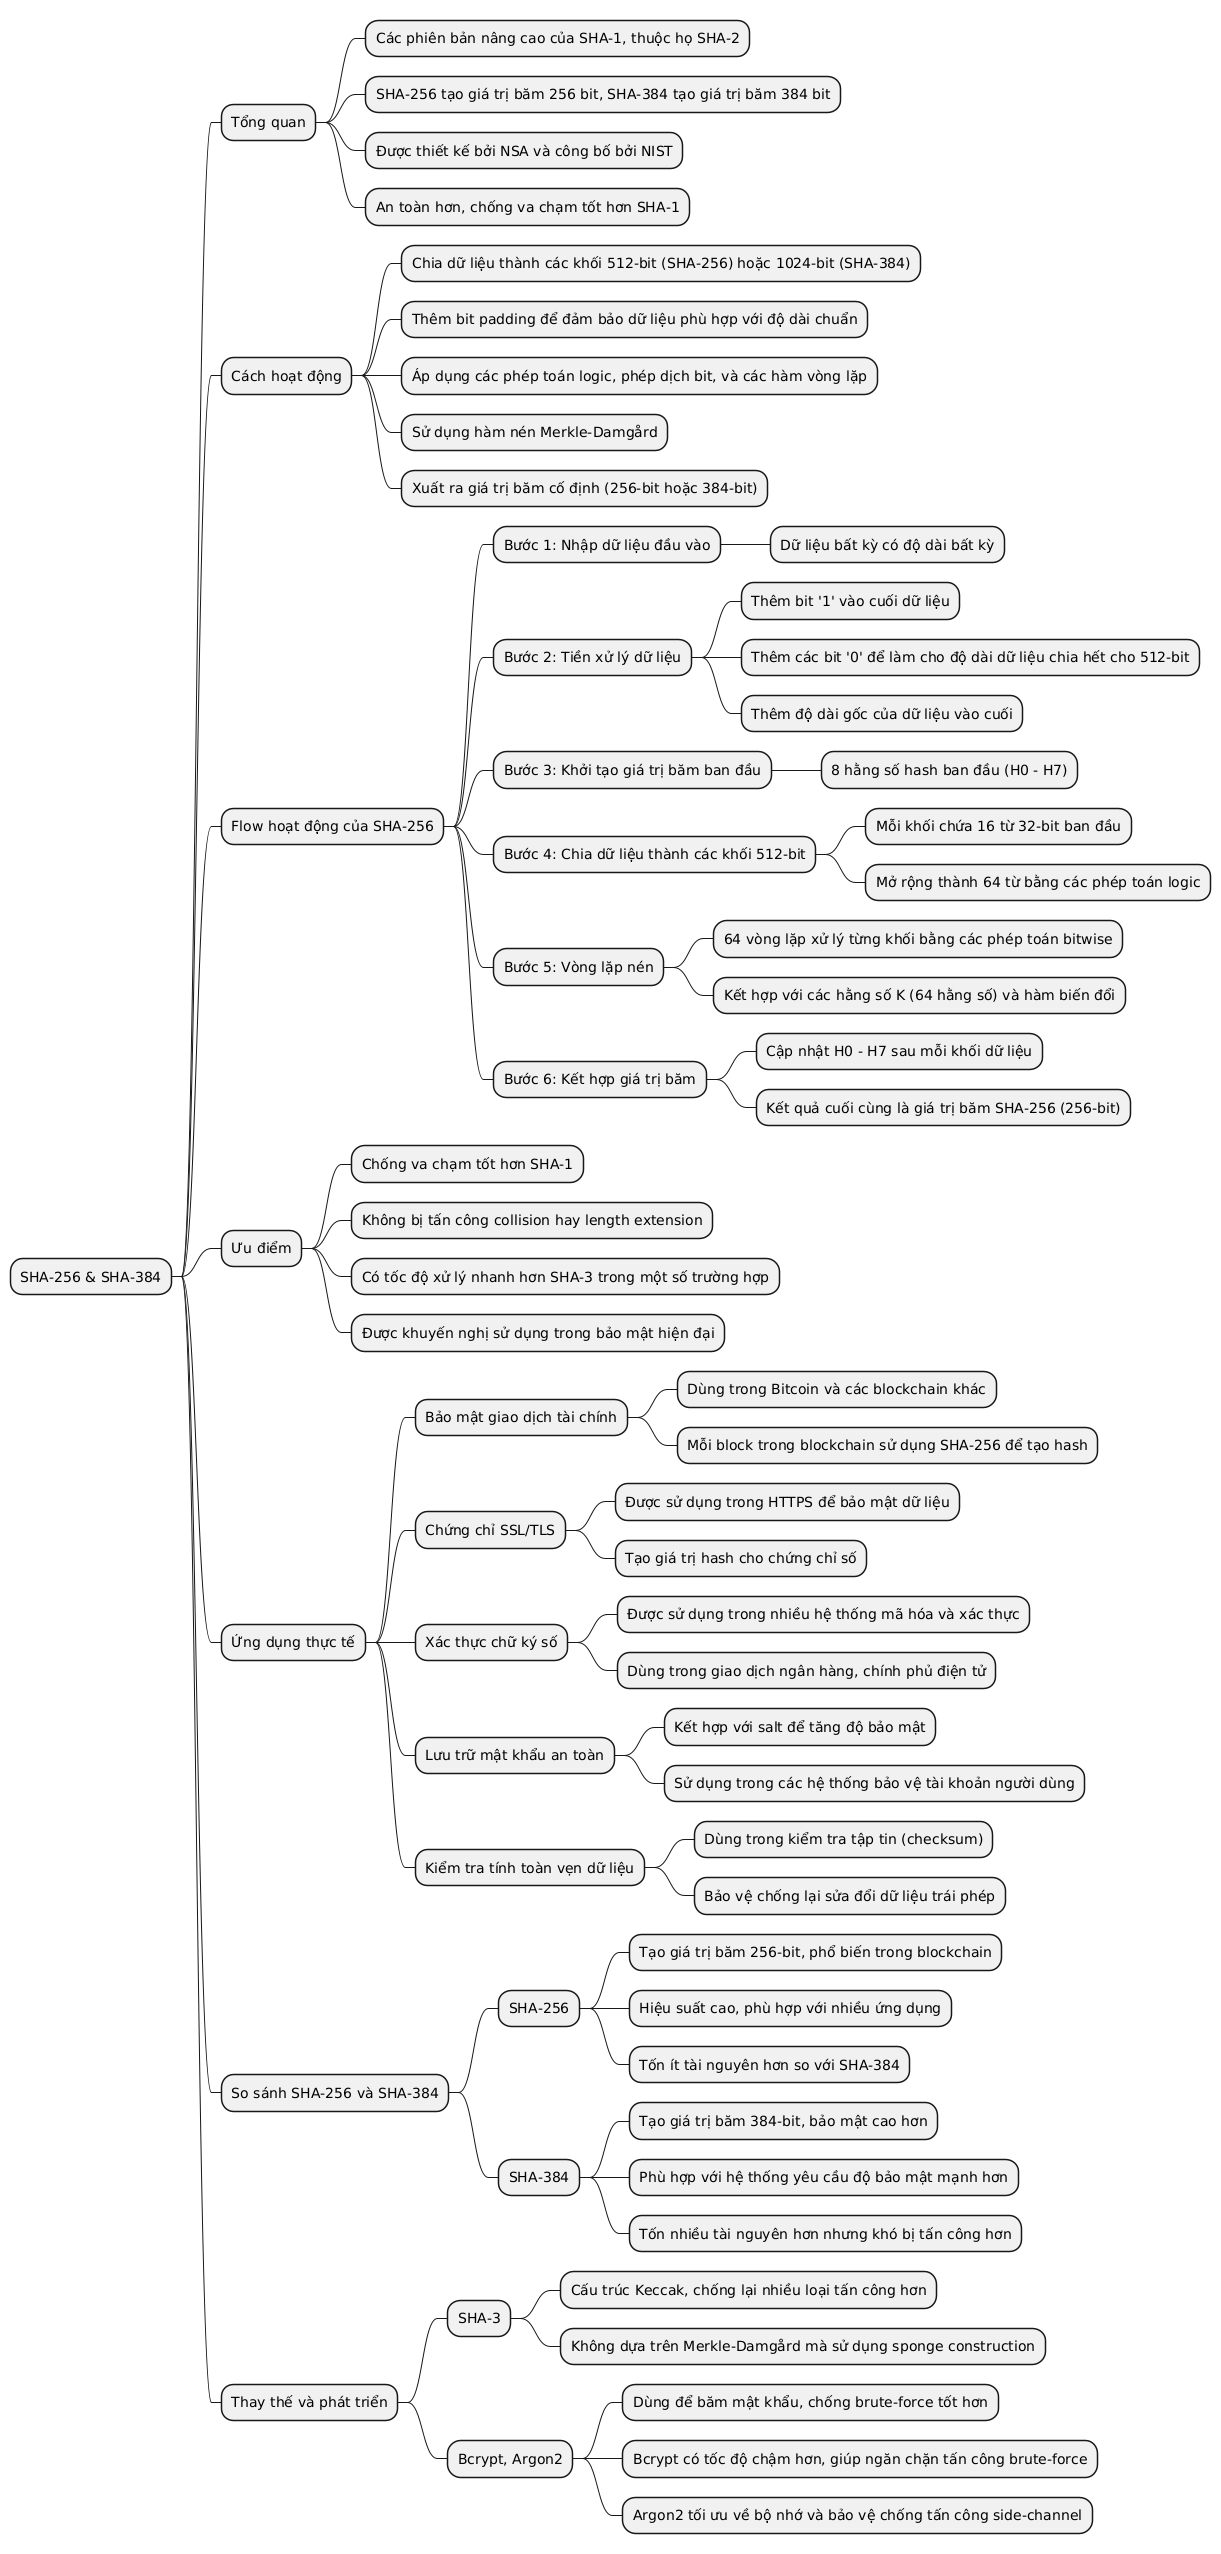 SHA-256 & SHA-384
Tổng quan
Các phiên bản nâng cao của SHA-1, thuộc họ SHA-2
SHA-256 tạo giá trị băm 256 bit, SHA-384 tạo giá trị băm 384 bit
Được thiết kế bởi NSA và công bố bởi NIST
An toàn hơn, chống va chạm tốt hơn SHA-1
Cách hoạt động
Chia dữ liệu thành các khối 512-bit (SHA-256) hoặc 1024-bit (SHA-384)
Thêm bit padding để đảm bảo dữ liệu phù hợp với độ dài chuẩn
Áp dụng các phép toán logic, phép dịch bit, và các hàm vòng lặp
Sử dụng hàm nén Merkle-Damgård
Xuất ra giá trị băm cố định (256-bit hoặc 384-bit)
Flow hoạt động của SHA-256
Bước 1: Nhập dữ liệu đầu vào
Dữ liệu bất kỳ có độ dài bất kỳ
Bước 2: Tiền xử lý dữ liệu
Thêm bit '1' vào cuối dữ liệu
Thêm các bit '0' để làm cho độ dài dữ liệu chia hết cho 512-bit
Thêm độ dài gốc của dữ liệu vào cuối
Bước 3: Khởi tạo giá trị băm ban đầu
8 hằng số hash ban đầu (H0 - H7)
Bước 4: Chia dữ liệu thành các khối 512-bit
Mỗi khối chứa 16 từ 32-bit ban đầu
Mở rộng thành 64 từ bằng các phép toán logic
Bước 5: Vòng lặp nén
64 vòng lặp xử lý từng khối bằng các phép toán bitwise
Kết hợp với các hằng số K (64 hằng số) và hàm biến đổi
Bước 6: Kết hợp giá trị băm
Cập nhật H0 - H7 sau mỗi khối dữ liệu
Kết quả cuối cùng là giá trị băm SHA-256 (256-bit)
Ưu điểm
Chống va chạm tốt hơn SHA-1
Không bị tấn công collision hay length extension
Có tốc độ xử lý nhanh hơn SHA-3 trong một số trường hợp
Được khuyến nghị sử dụng trong bảo mật hiện đại
Ứng dụng thực tế
Bảo mật giao dịch tài chính
Dùng trong Bitcoin và các blockchain khác
Mỗi block trong blockchain sử dụng SHA-256 để tạo hash
Chứng chỉ SSL/TLS
Được sử dụng trong HTTPS để bảo mật dữ liệu
Tạo giá trị hash cho chứng chỉ số
Xác thực chữ ký số
Được sử dụng trong nhiều hệ thống mã hóa và xác thực
Dùng trong giao dịch ngân hàng, chính phủ điện tử
Lưu trữ mật khẩu an toàn
Kết hợp với salt để tăng độ bảo mật
Sử dụng trong các hệ thống bảo vệ tài khoản người dùng
Kiểm tra tính toàn vẹn dữ liệu
Dùng trong kiểm tra tập tin (checksum)
Bảo vệ chống lại sửa đổi dữ liệu trái phép
So sánh SHA-256 và SHA-384
SHA-256
Tạo giá trị băm 256-bit, phổ biến trong blockchain
Hiệu suất cao, phù hợp với nhiều ứng dụng
Tốn ít tài nguyên hơn so với SHA-384
SHA-384
Tạo giá trị băm 384-bit, bảo mật cao hơn
Phù hợp với hệ thống yêu cầu độ bảo mật mạnh hơn
Tốn nhiều tài nguyên hơn nhưng khó bị tấn công hơn
Thay thế và phát triển
SHA-3
Cấu trúc Keccak, chống lại nhiều loại tấn công hơn
Không dựa trên Merkle-Damgård mà sử dụng sponge construction
Bcrypt, Argon2
Dùng để băm mật khẩu, chống brute-force tốt hơn
Bcrypt có tốc độ chậm hơn, giúp ngăn chặn tấn công brute-force
Argon2 tối ưu về bộ nhớ và bảo vệ chống tấn công side-channel